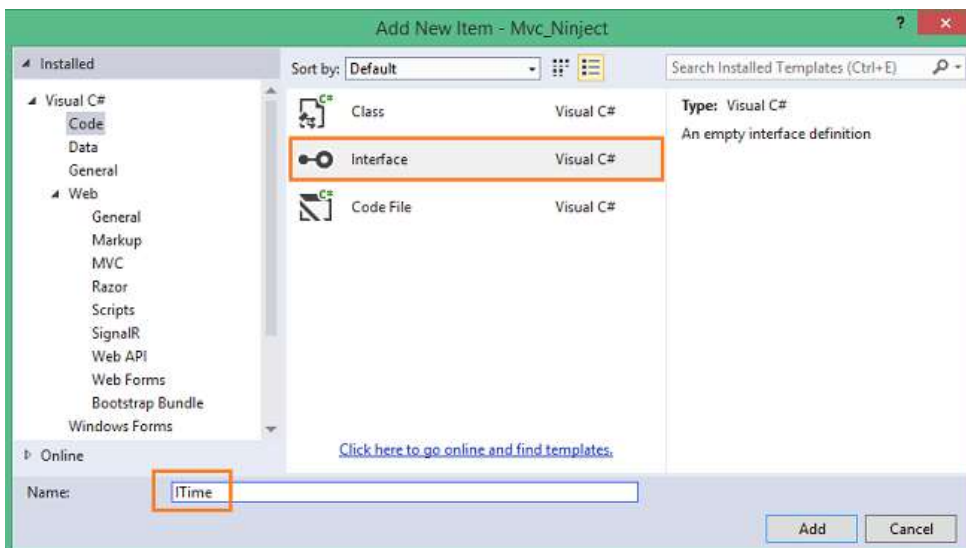 Add New Item - Mvc_Ninject
?
×
Installed
Sort by: Default
Search Installed Templates (Ctrl+E)
Visual C#
Code
Data
General
Web
General
Markup
MVC
Razor
Scripts
SignalR
Web API
Web Forms
Bootstrap Bundle
Windows Forms
Online
C#
Class Visual C#
Interface Visual C#
C#
Code File Visual C#
Click here to go online and find templates.
Type: Visual C#
An empty interface definition
Name: ITime
Add Cancel